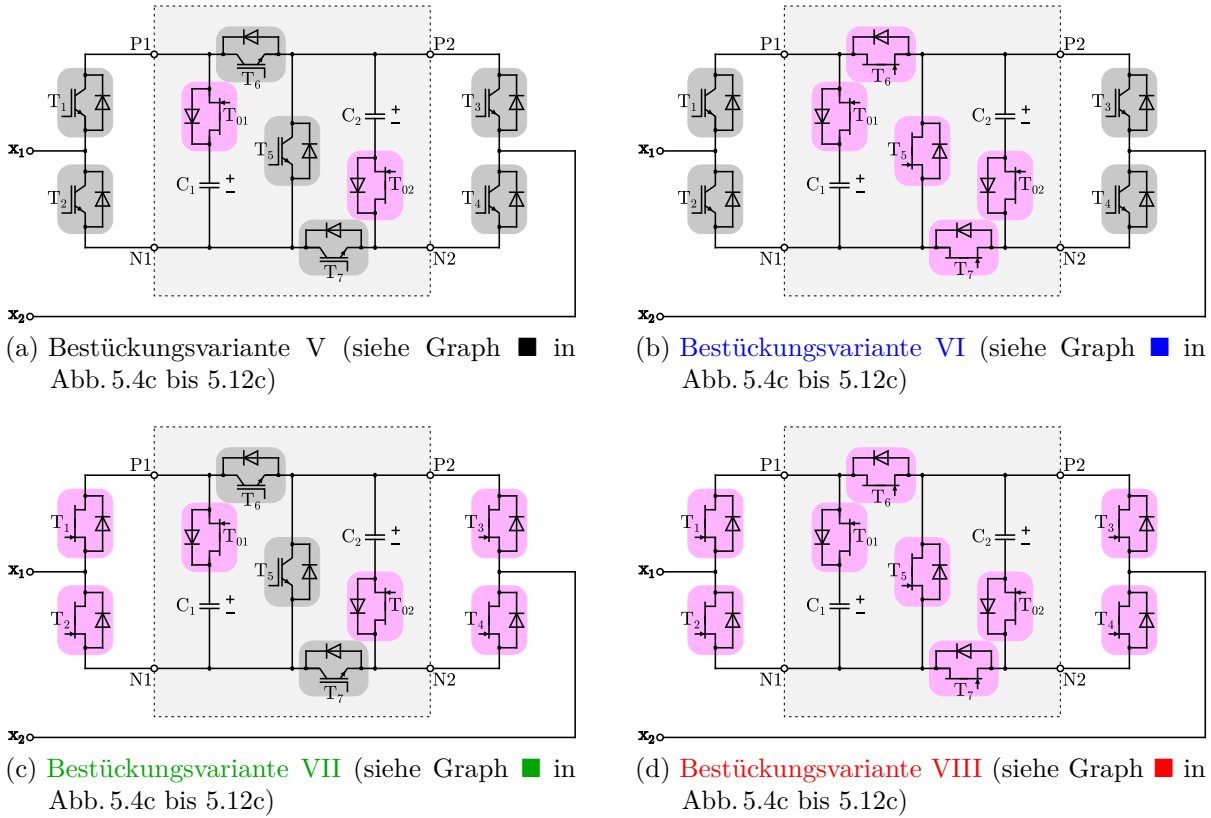 P1
P2
T6
T1
T01
C2
+
–
T3
T5
x1
T2
C1
+
–
T02
T4
T7
N1
N2
x2
(a) Bestückungsvariante V (siehe Graph ■ in
Abb. 5.4c bis 5.12c)
P1
P2
T6
T1
T01
C2
+
–
T3
T5
x1
T2
C1
+
–
T02
T4
T7
N1
N2
x2
(b) Bestückungsvariante VI (siehe Graph ■ in
Abb. 5.4c bis 5.12c)
P1
P2
T6
T1
T01
C2
+
–
T3
T5
x1
T2
C1
+
–
T02
T4
T7
N1
N2
x2
(c) Bestückungsvariante VII (siehe Graph ■ in
Abb. 5.4c bis 5.12c)
P1
P2
T6
T1
T01
C2
+
–
T3
T5
x1
T2
C1
+
–
T02
T4
T7
N1
N2
x2
(d) Bestückungsvariante VIII (siehe Graph ■ in
Abb. 5.4c bis 5.12c)